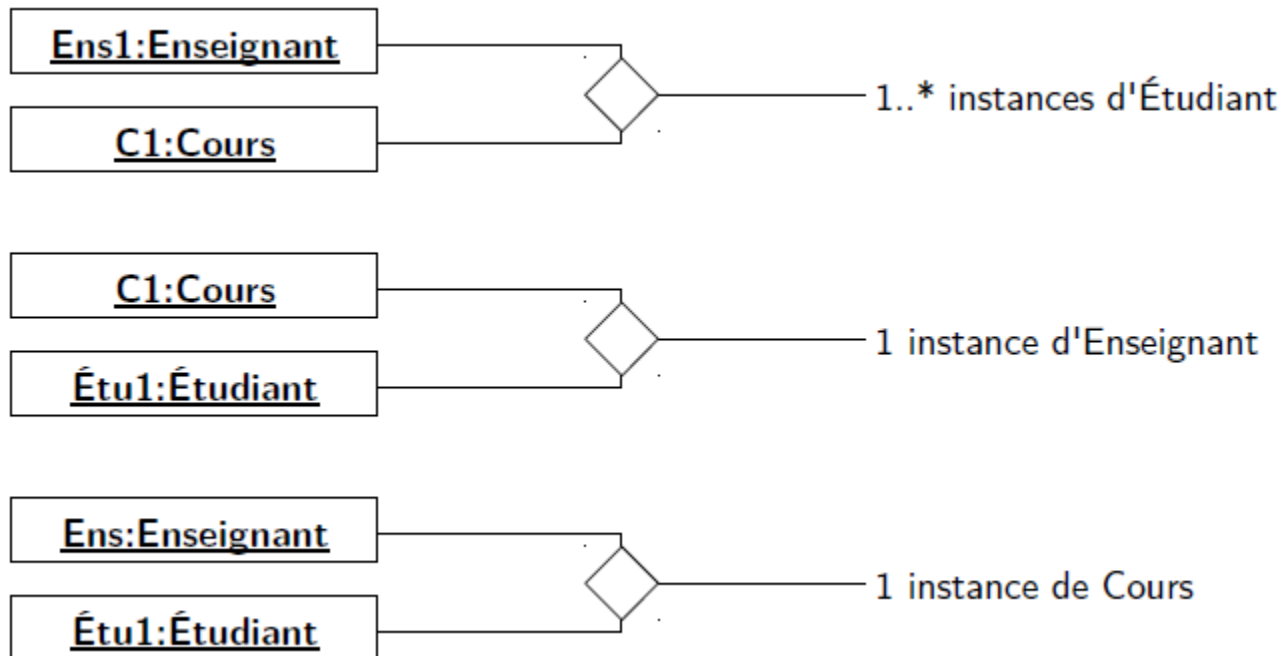 Ens1:Enseignant
C1:Cours
1..* instances d'Étudiant
C1:Cours
Étu1:Étudiant
1 instance d'Enseignant
Ens:Enseignant
Étu1:Étudiant
1 instance de Cours